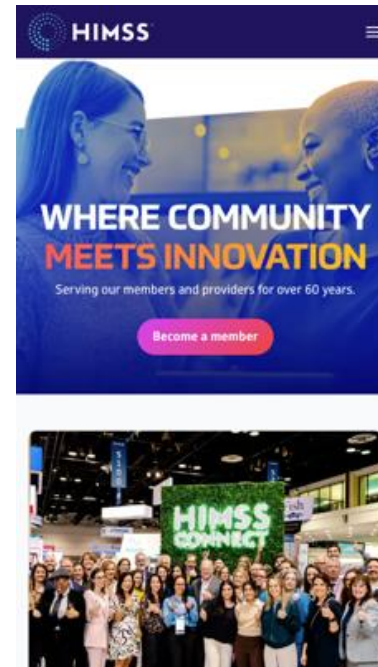 HIMSS
WHERE COMMUNITY
MEETS INNOVATION
Serving our members and providers for over 60 years.
Become a member
HIMSS
CONNECT